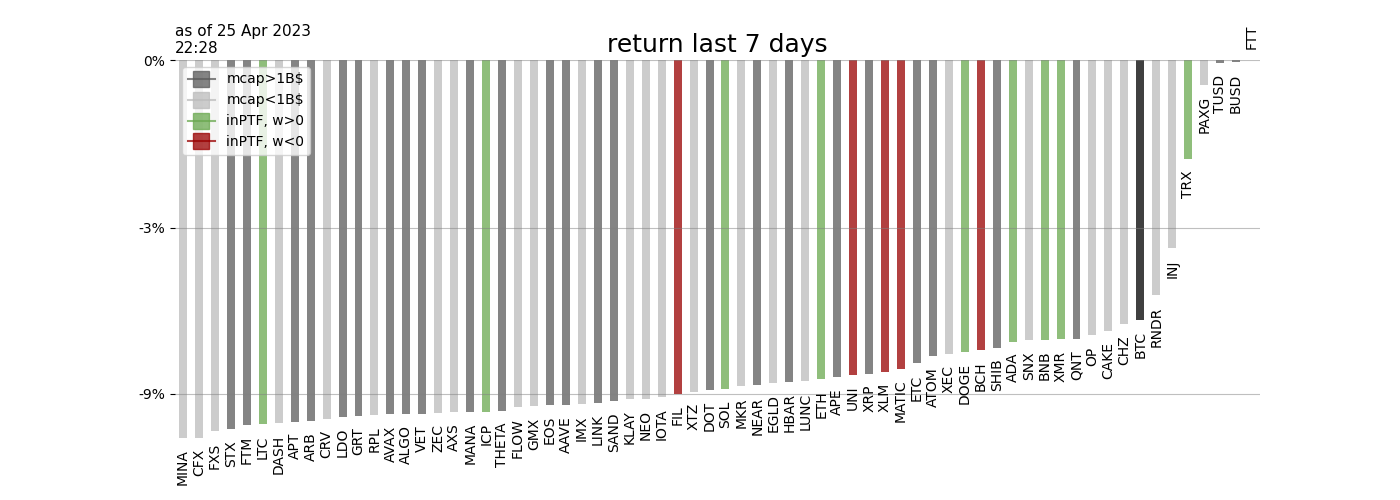 as of 25 Apr 2023
22:28
return last 7 days
FTT
0%
mcap>1B$
mcap<1B$
inPTF, w>0
inPTF, w<0
-3%
-9%
MINA
CFX
FXS
STX
FTM
LTC
DASH
APT
ARB
CRV
LDO
GRT
RPL
AVAX
ALGO
VET
ZEC
AXS
MANA
ICP
THETA
FLOW
GMX
EOS
AAVE
IMX
LINK
SAND
KLAY
NEO
IOTA
FIL
XTZ
DOT
SOL
MKR
NEAR
EGLD
HBAR
LUNC
ETH
APE
UNI
XRP
XLM
MATIC
ETC
ATOM
XEC
DOGE
BCH
SHIB
ADA
SNX
BNB
XMR
QNT
OP
CAKE
CHZ
BTC
RNDR
INJ
TRX
PAXG
TUSD
BUSD